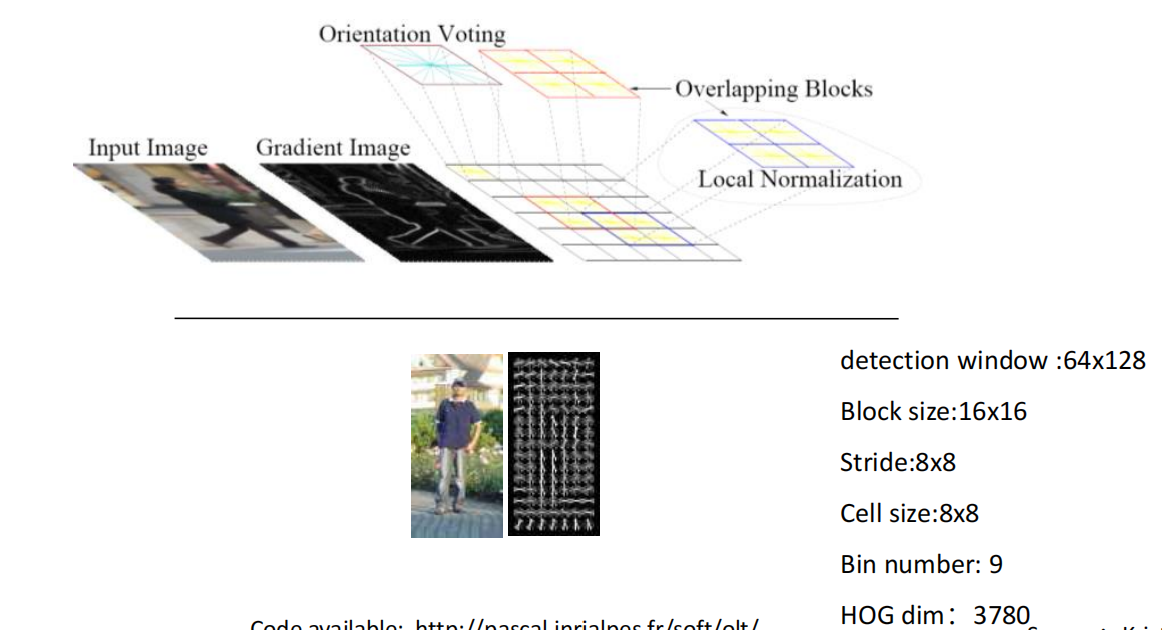 Orientation Voting
Overlapping Blocks
Input Image
Gradient Image
Local Normalization
detection window :64x128
Block size:16x16
Stride:8x8
Cell size:8x8
Bin number: 9
HOG dim： 3780
Code available: http://pascal.inrialpes.fr/soft/olt/